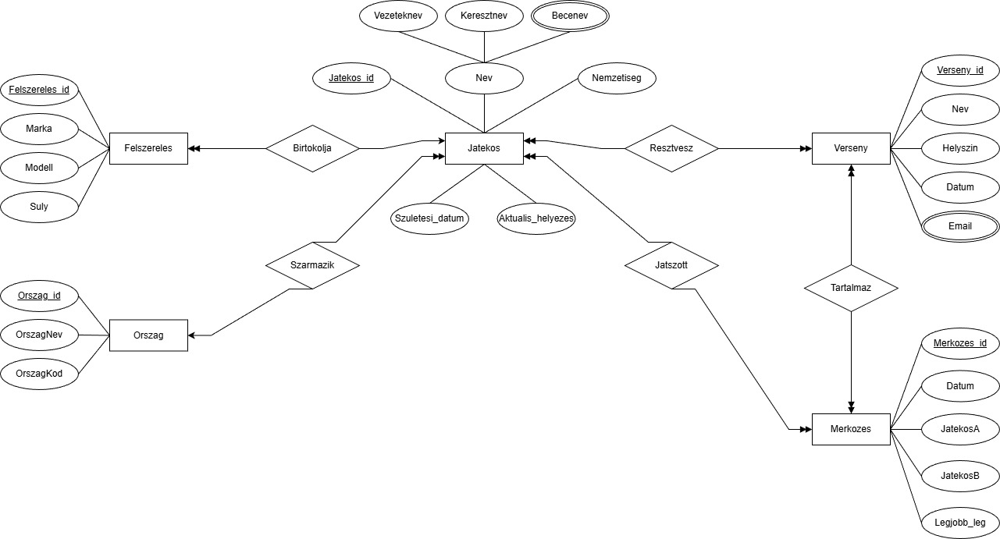 Vezeteknev
Keresztnev
Becenev
Jatekos_id
Nev
Nemzetiseg
Felszereles_id
Marka
Modell
Suly
Felszereles
Birtokolja
Jatekos
Resztvesz
Verseny
Verseny_id
Nev
Helyszin
Datum
Email
Szuletesi_datum
Aktualis_helyezes
Szarmazik
Jatszott
Tartalmaz
Orszag_id
OrszagNev
OrszagKod
Orszag
Merkozes
Merkozes_id
Datum
JatekosA
JatekosB
Legjobb_leg